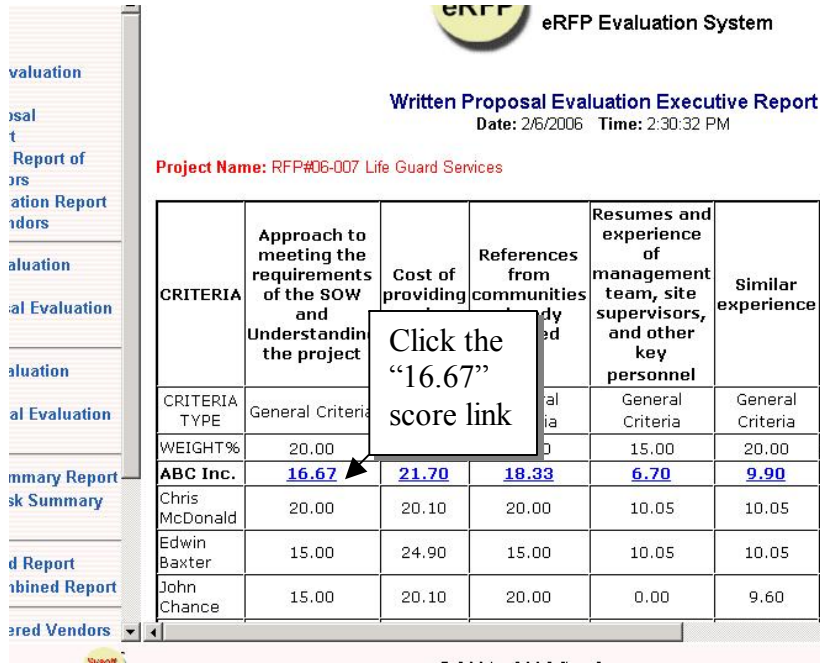 eRFP
eRFP Evaluation System
valuation
osal
t
Report of
ors
ation Report
ndors
aluation
al Evaluation
aluation
al Evaluation
mmary Report
sk Summary
d Report
nbined Report
ered Vendors
Written Proposal Evaluation Executive Report
Date: 2/6/2006 Time: 2:30:32 PM
Project Name: RFP#06-007 Life Guard Services
CRITERIA
Approach to
meeting the
requirements
of the SOW
and
Understanding
the project
Cost of
providing
References
from
communities
Resumes and
experience
of
management
team, site
supervisors,
and other
key
personnel
Similar
experience
Click the
“16.67”
score link
CRITERIA
TYPE
General Criteria
General
Criteria
General
Criteria
WEIGHT% 20.00 15.00 20.00
ABC Inc. 16.67 21.70 18.33 6.70 9.90
Chris
McDonald 20.00 20.10 20.00 10.05 10.05
Edwin
Baxter 15.00 24.90 15.00 10.05 10.05
John
Chance 15.00 20.10 20.00 0.00 9.60